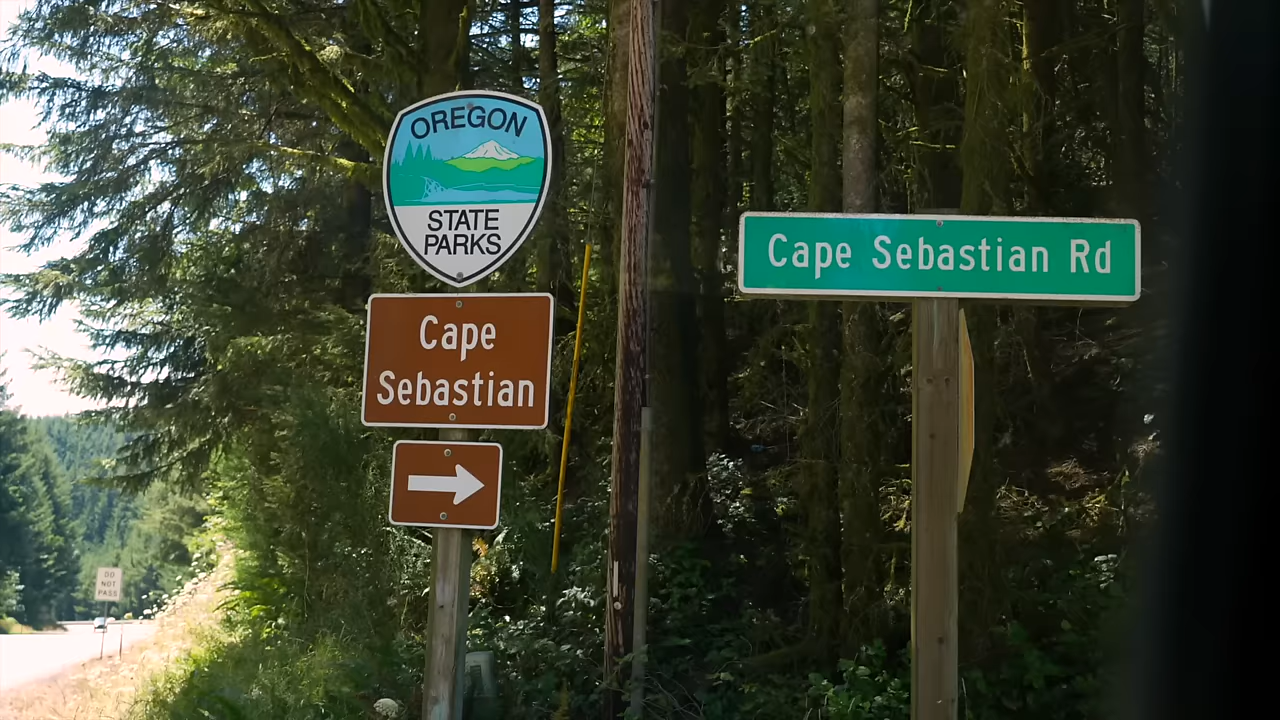 OREGON
STATE
PARKS
Cape
Sebastian
Cape Sebastian Rd
DO
NOT
PASS